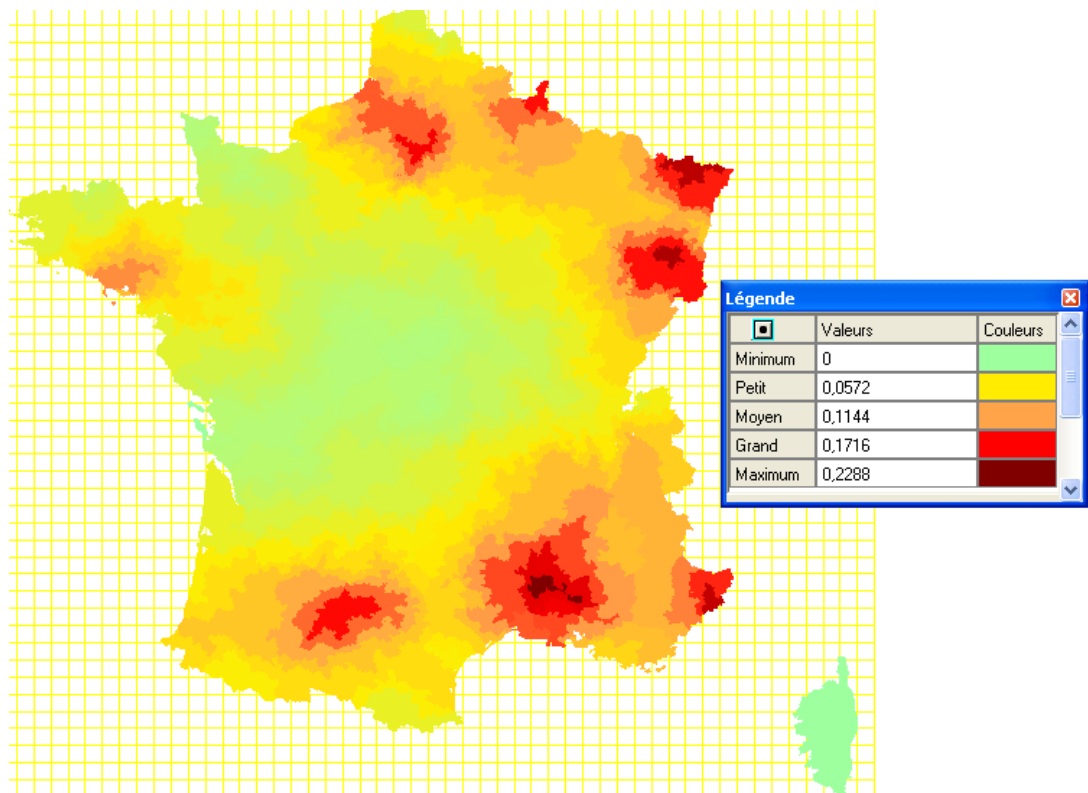 Légende
Valeurs Couleurs
Minimum 0
Petit 0,0572
Moyen 0,1144
Grand 0,1716
Maximum 0,2288